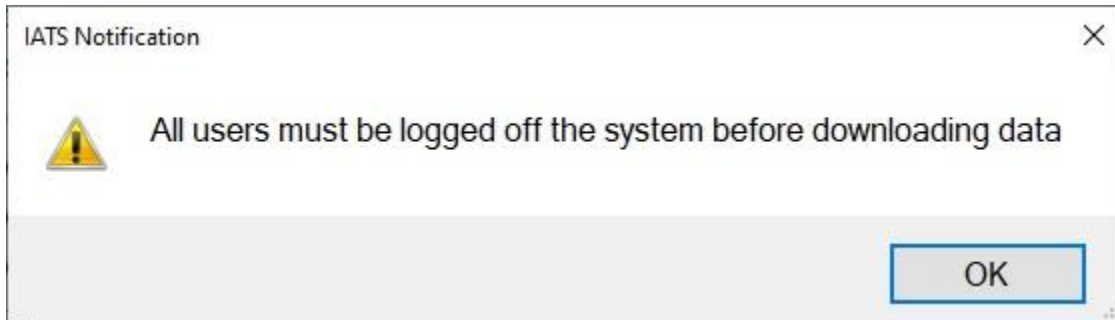 IATS Notification
All users must be logged off the system before downloading data
OK